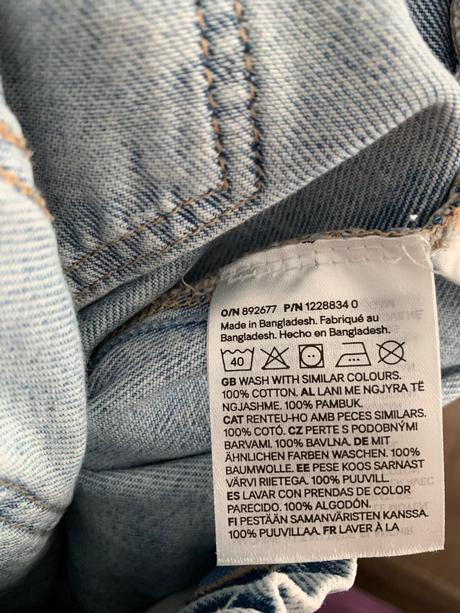 O/N 892677 P/N 1228834 0
Made in Bangladesh. Fabriqué au
Bangladesh. Hecho en Bangladesh.
40
GB WASH WITH SIMILAR COLOURS.
100% COTTON. AL LANI ME NGJYRA TË
NGJASHME. 100% PAMBUK.
CAT RENTEU-HO AMB PECES SIMILARS.
100% COTÓ. CZ PERTE S PODOBNÝMI
BARVAMI. 100% BAVLNA. DE MIT
ÄHNLICHEN FARBEN WASCHEN. 100%
BAUMWOLLE. EE PESE KOOS SARNAST
VÄRVI RIIETEGA. 100% PUUVILL.
ES LAVAR CON PRENDAS DE COLOR
PARECIDO. 100% ALGODÓN.
FI PESTÄÄN SAMANVÄRISTEN KANSSA.
100% PUUVILLAA. FR LAVER À LA